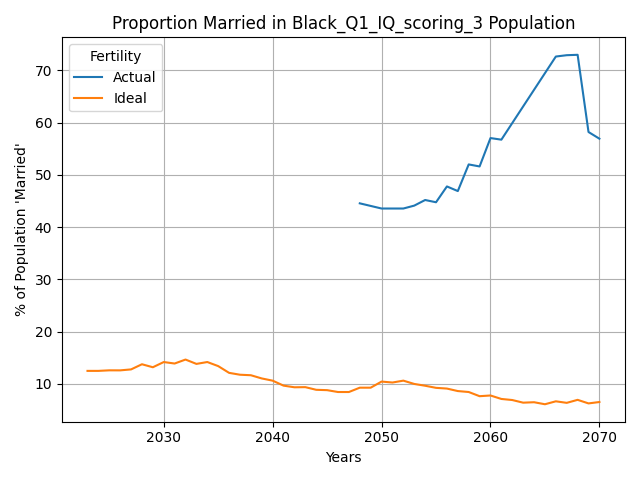 Proportion Married in Black_Q1_IQ_scoring_3 Population
% of Population 'Married'
Fertility
Actual
Ideal
70
60
50
40
30
20
10
2030 2040 2050 2060 2070
Years